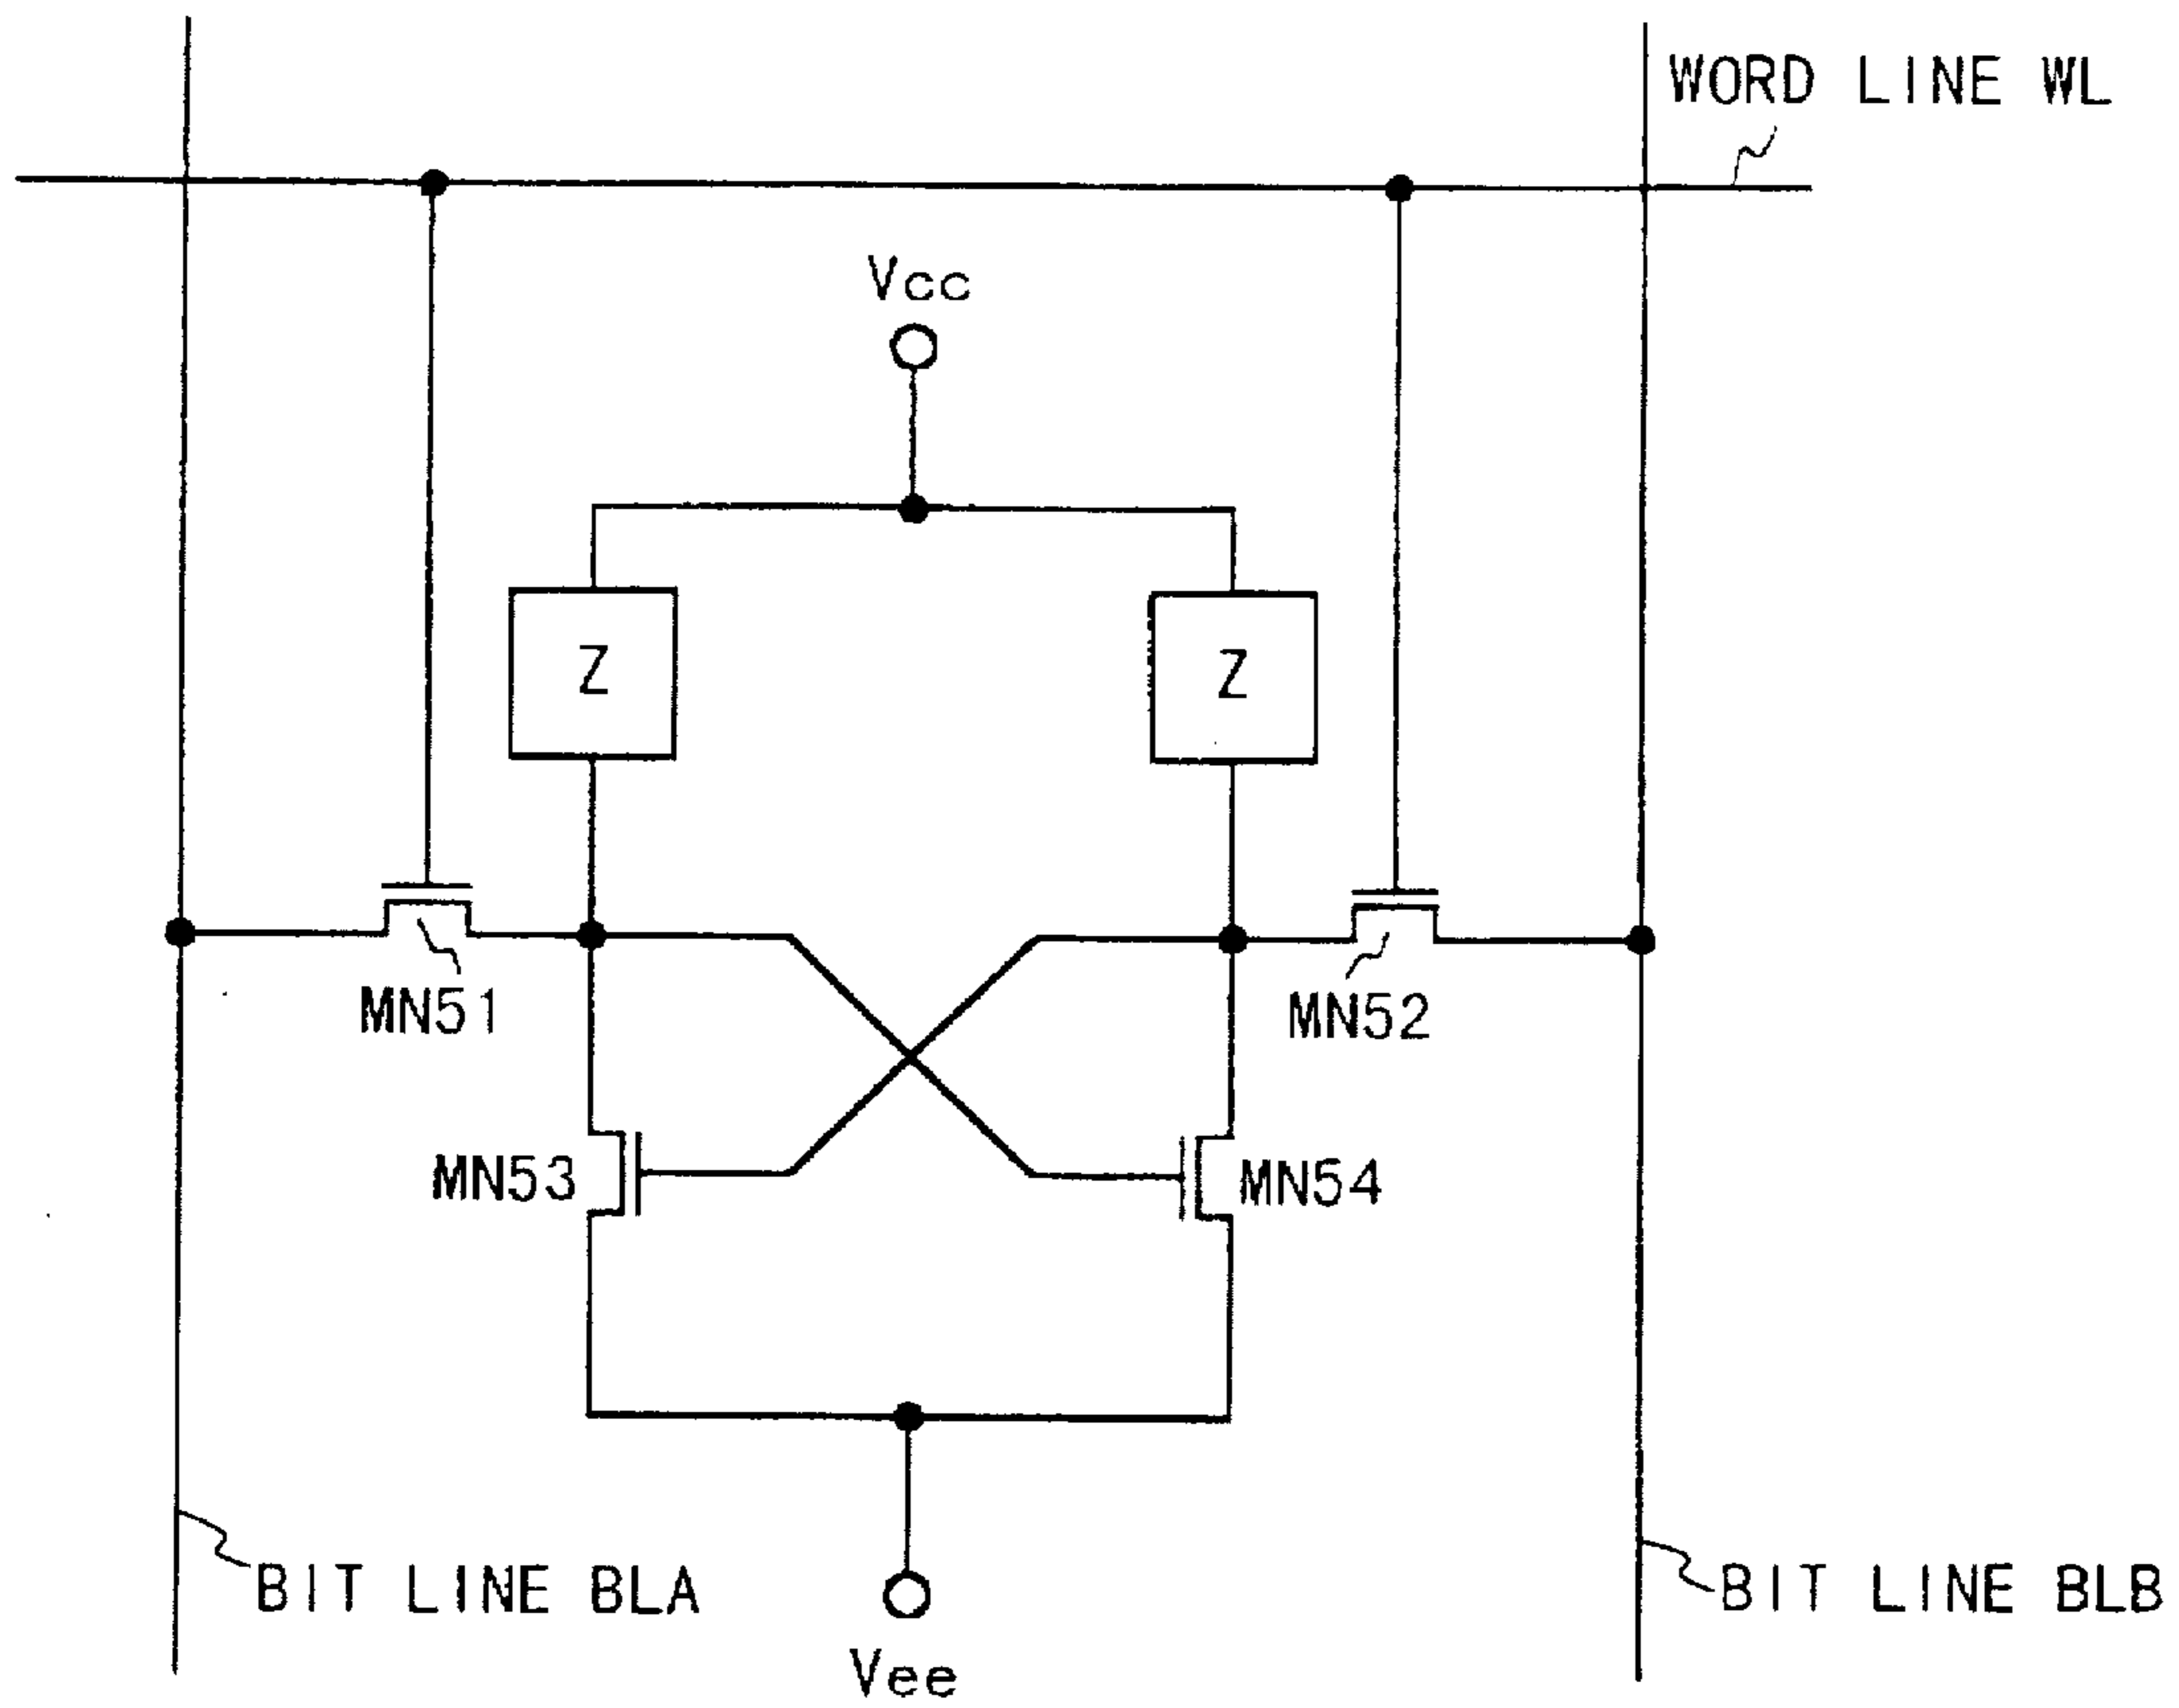 WORD LINE WL
Vcc
Z
Z
MN51
MN52
MN53
MN54
BIT LINE BLA
BIT LINE BLB
Vee